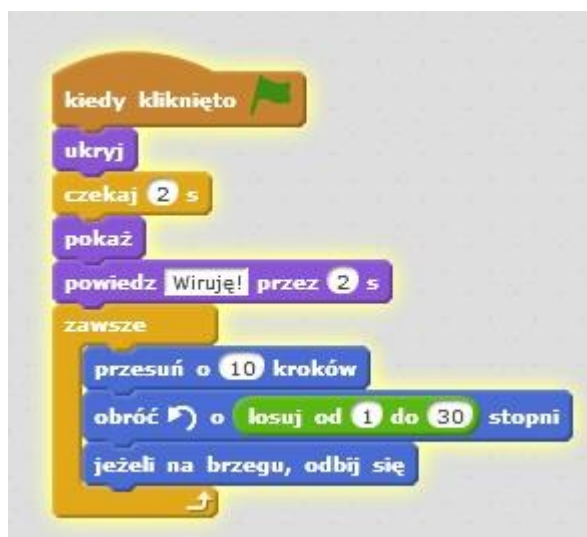 kiedy kliknięto
ukryj
czekaj 2 s
pokaż
powiedz Wiruję! przez 2 s
zawsze
przesuń o 10 kroków
obróć o losuj od 1 do 30 stopni
jeżeli na brzegu, odbij się